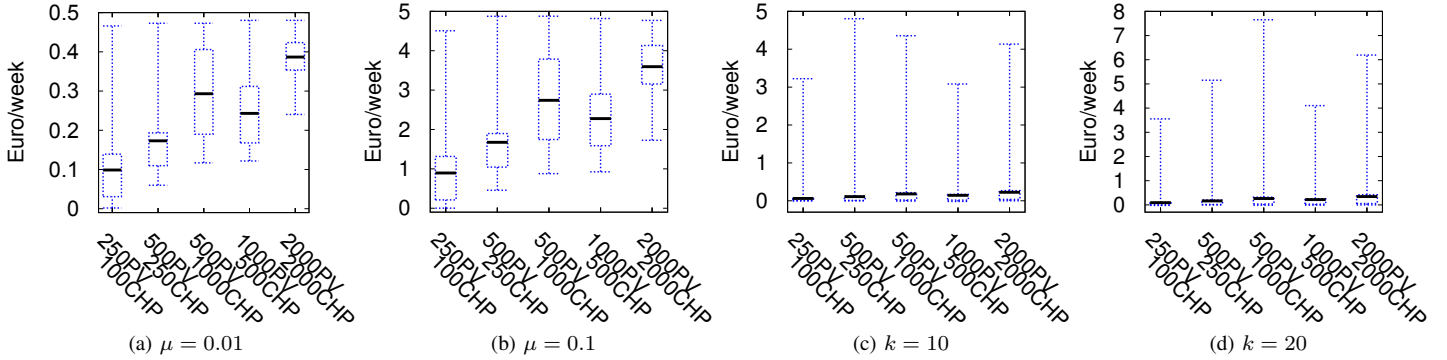 Euro/week
0.5
0.4
0.3
0.2
0.1
0
250PV
100CHP
500PV
250CHP
500PV
1000CHP
1000PV
500CHP
2000PV
2000CHP
(a) μ = 0.01
Euro/week
5
4
3
2
1
0
250PV
100CHP
500PV
250CHP
500PV
1000CHP
1000PV
500CHP
2000PV
2000CHP
(b) μ = 0.1
Euro/week
5
4
3
2
1
0
250PV
100CHP
500PV
250CHP
500PV
1000CHP
1000PV
500CHP
2000PV
2000CHP
(c) k = 10
Euro/week
8
7
6
5
4
3
2
1
0
250PV
100CHP
500PV
250CHP
500PV
1000CHP
1000PV
500CHP
2000PV
2000CHP
(d) k = 20